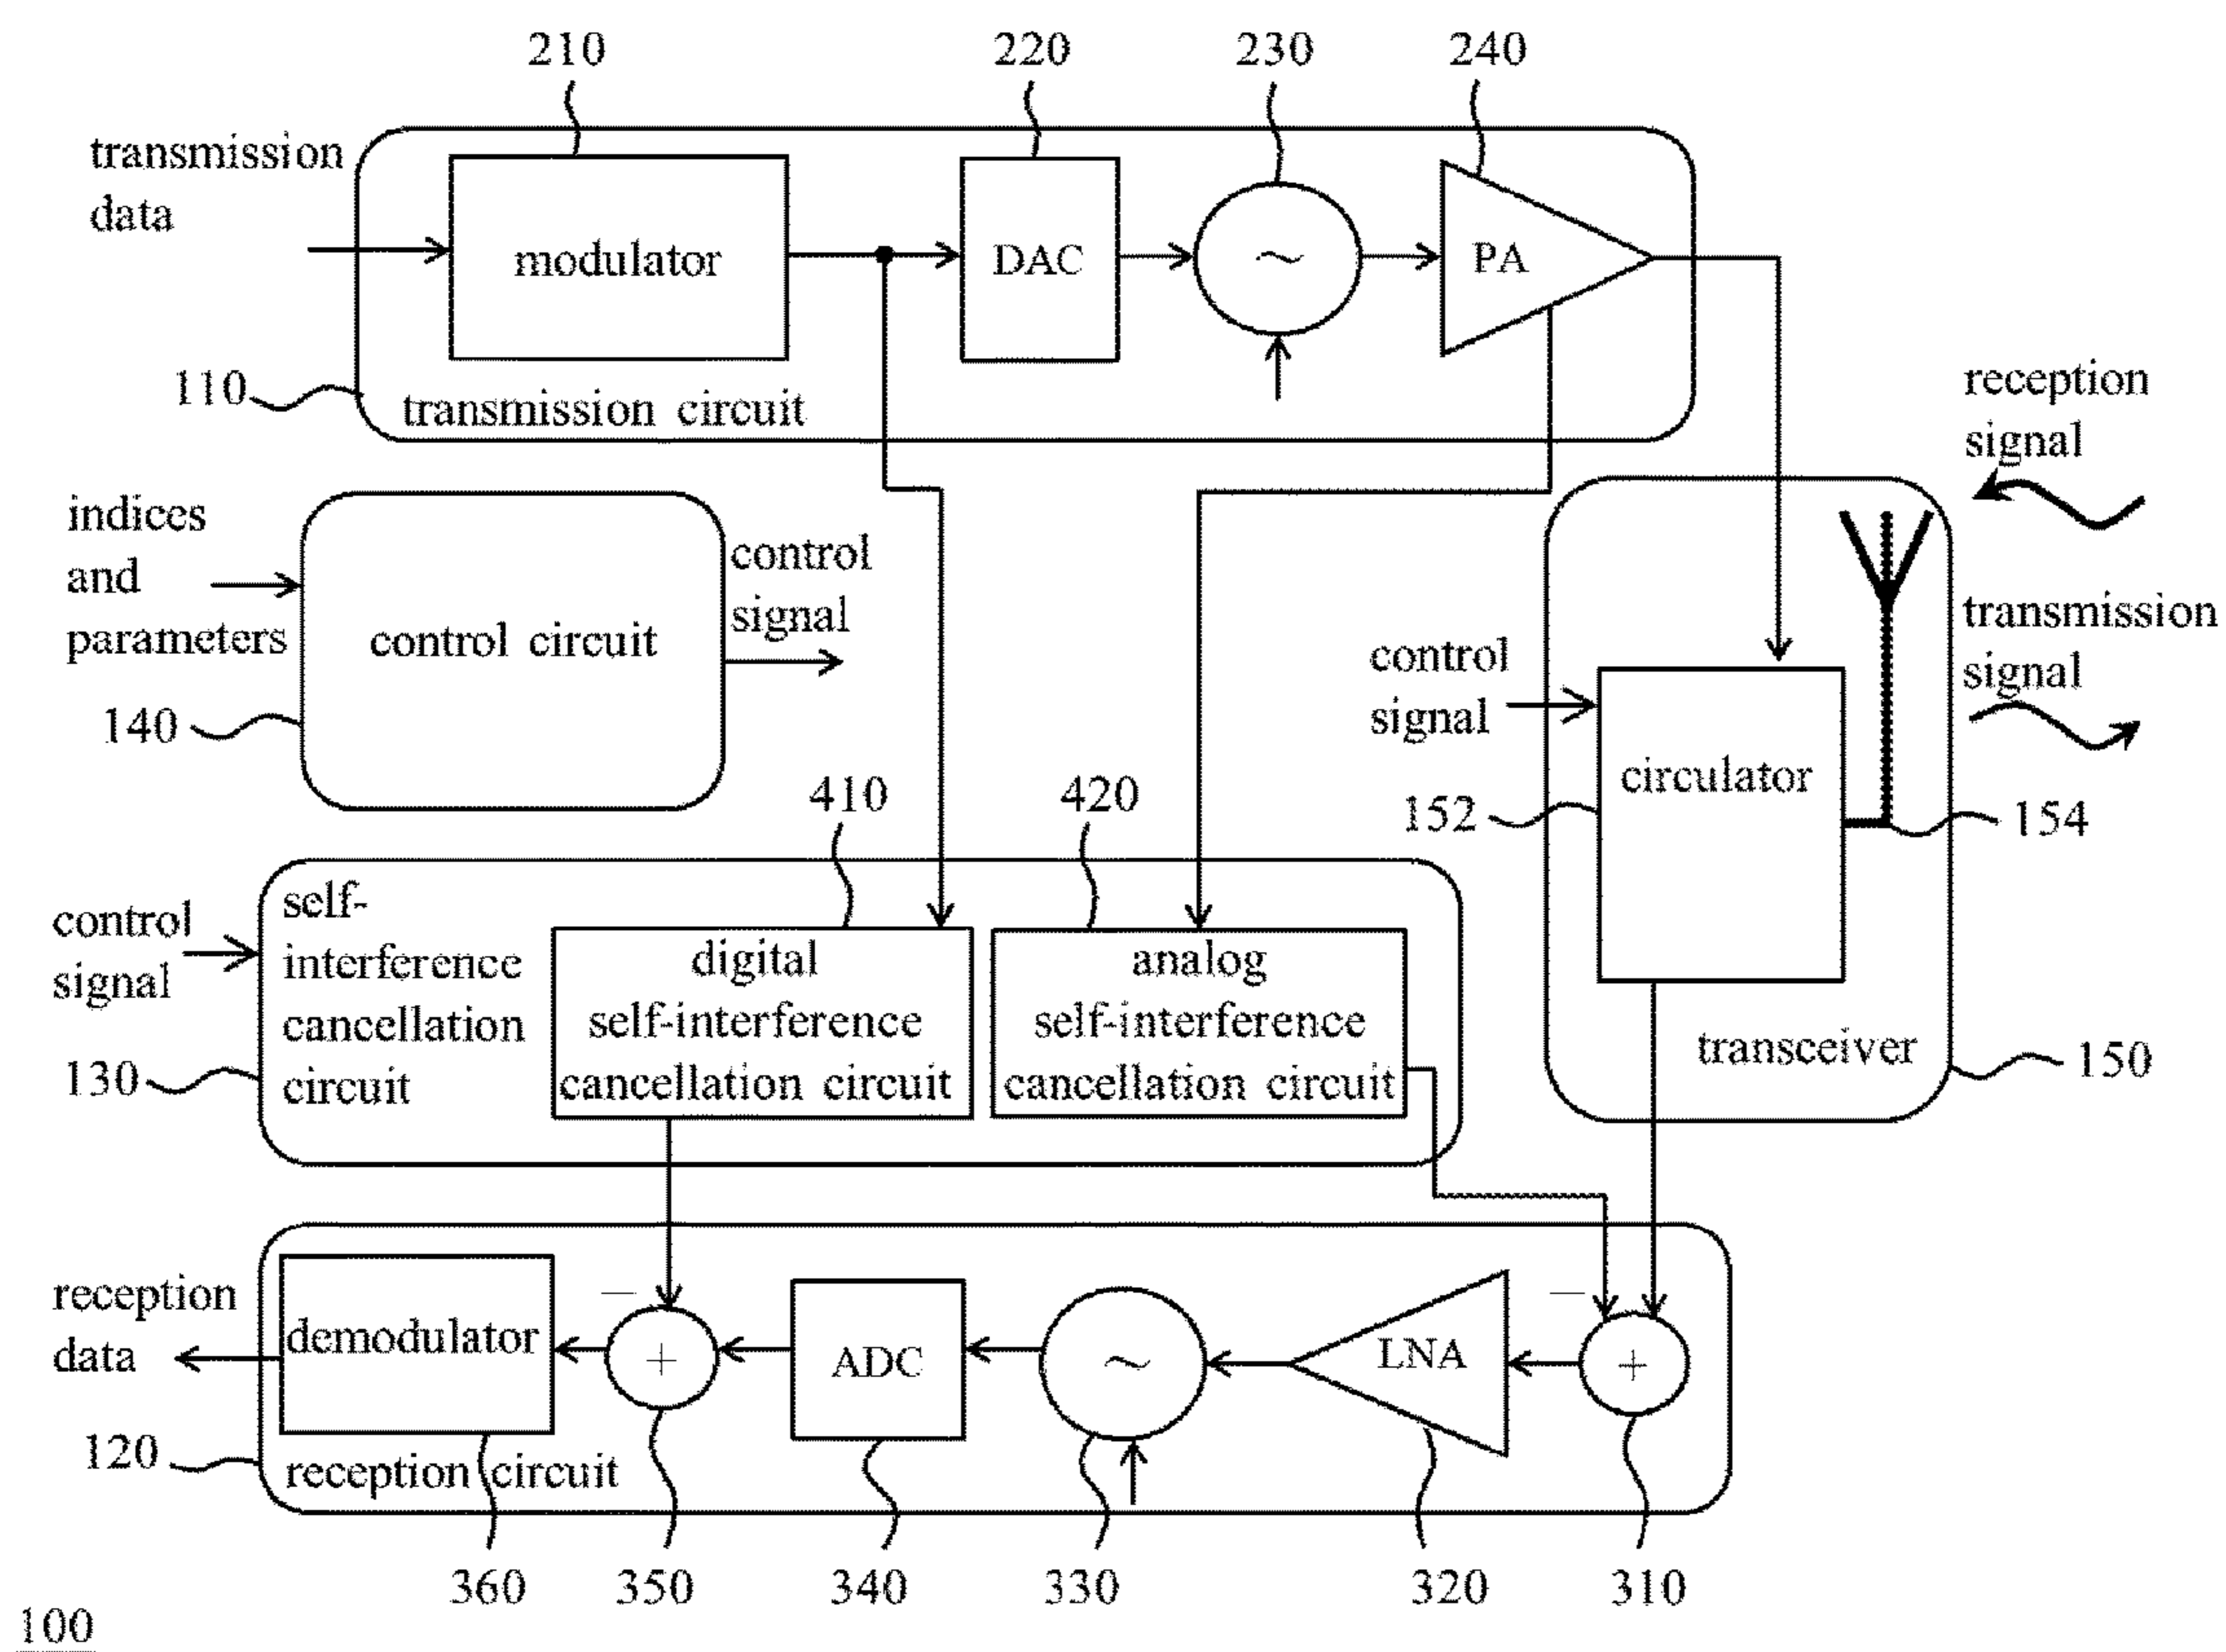 210
220
230
240
transmission
data
modulator
DAC
~
PA
110
transmission circuit
reception
signal
indices
and
parameters
control circuit
control
signal
140
control
signal
transmission
signal
circulator
152
154
410
420
control
signal
self-
interference
cancellation
circuit
digital
self-interference
cancellation circuit
analog
self-interference
cancellation circuit
130
transceiver
150
reception
data
demodulator
−
+
ADC
~
LNA
−
+
120
reception circuit
360
350
340
330
320
310
100